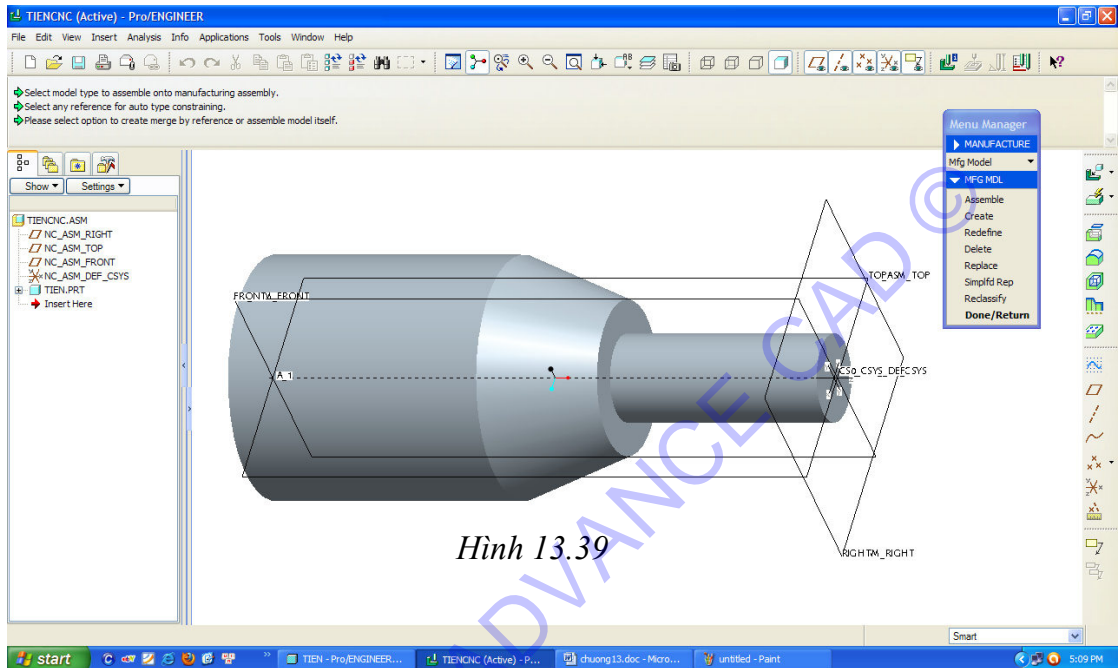 TIENCNC (Active) - Pro/ENGINEER
File Edit View Insert Analysis Info Applications Tools Window Help
Select model type to assemble onto manufacturing assembly.
Select any reference for auto type constraining.
Please select option to create merge by reference or assemble model itself.
Show
Settings
TIENCNC.ASM
NC_ASM_RIGHT
NC_ASM_TOP
NC_ASM_FRONT
NC_ASM_DEF_CSYS
TIEN.PRT
Insert Here
Menu Manager
MANUFACTURE
Mfg Model
MFG MDL
Assemble
Create
Redefine
Delete
Replace
Simplfd Rep
Reclassify
Done/Return
TOPASM_TOP
FRONTM_FRONT
A_1
CS0_CSYS_DEFCSYS
RIGHTM_RIGHT
Hình 13.39
DVANCE CAD ©
Smart
start
TIEN - Pro/ENGINEER...
TIENCNC (Active) - P...
chuong13.doc - Micro...
untitled - Paint
5:09 PM